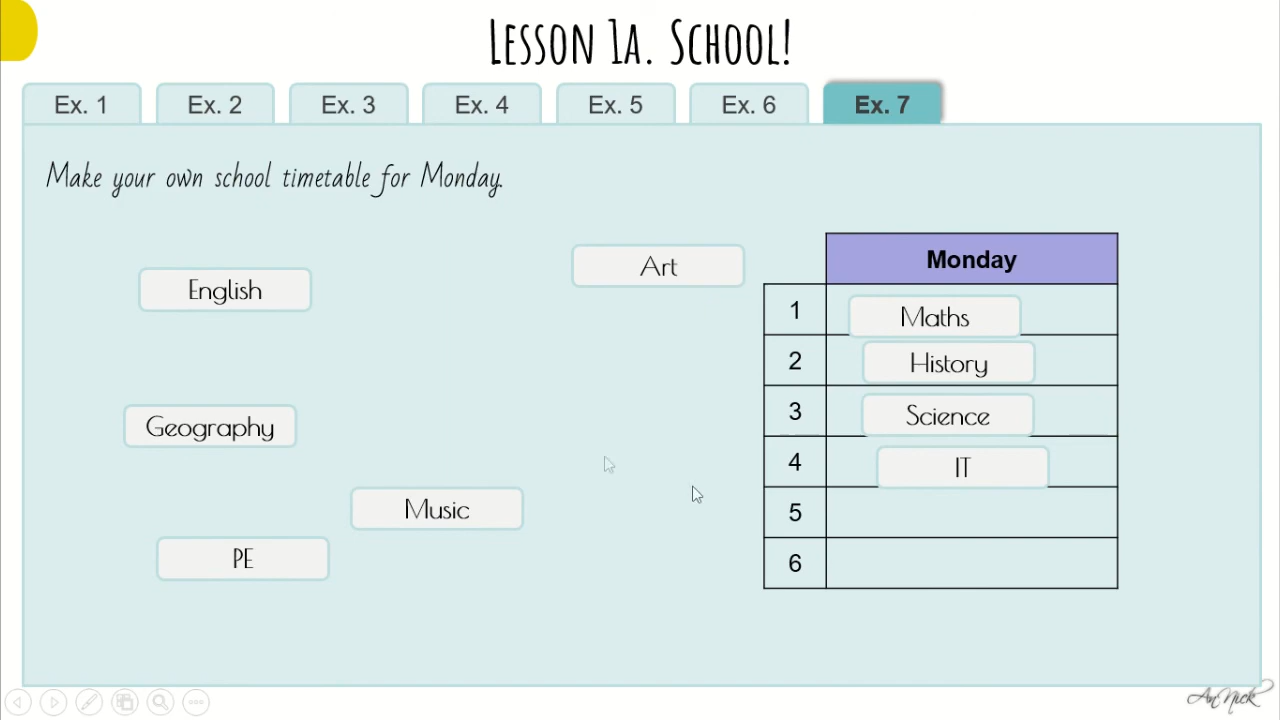 Lesson 1a. School!
Ex. 1 Ex. 2 Ex. 3 Ex. 4 Ex. 5 Ex. 6 Ex. 7
Make your own school timetable for Monday.
English
Art
Geography
Music
PE
Monday
1 Maths
2 History
3 Science
4 IT
5
6
AnNick